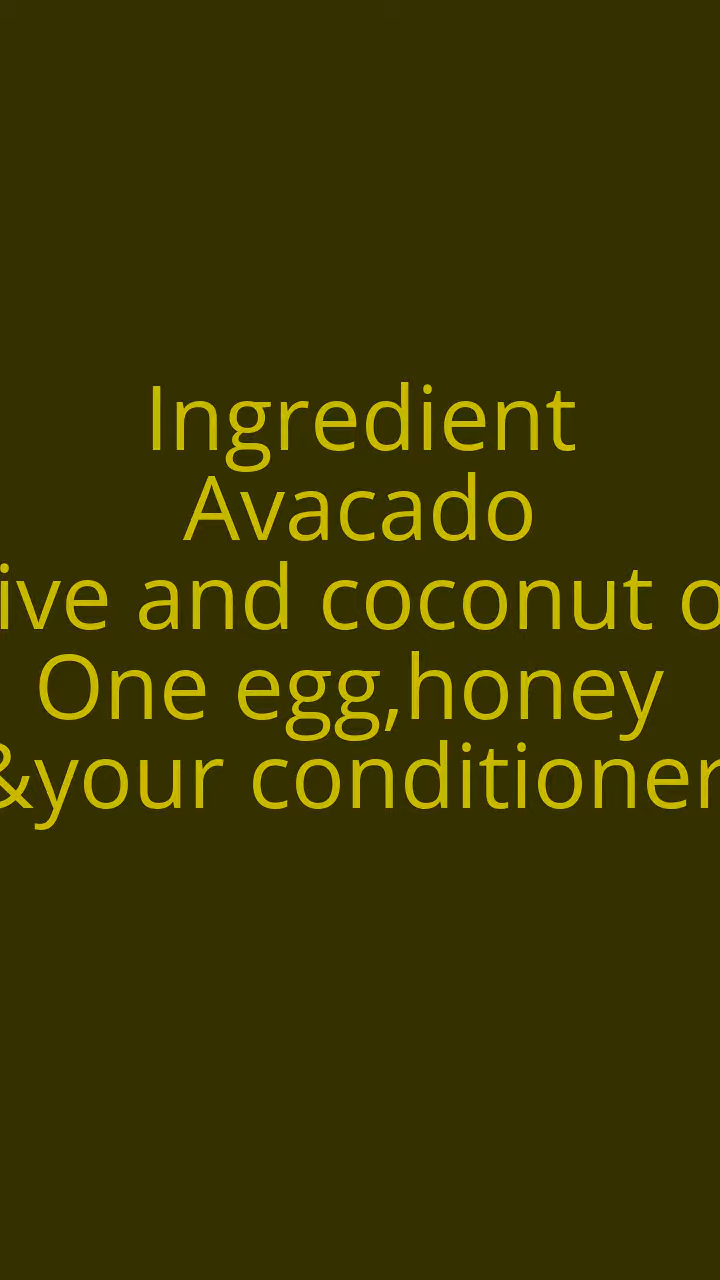 Ingredient
Avacado
ive and coconut o
One egg,honey
&your conditioner